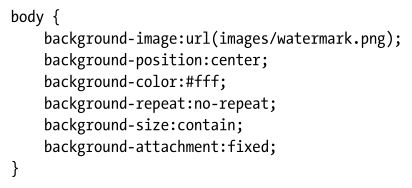 body {
    background-image:url(images/watermark.png);
    background-position:center;
    background-color:#fff;
    background-repeat:no-repeat;
    background-size:contain;
    background-attachment:fixed;
}